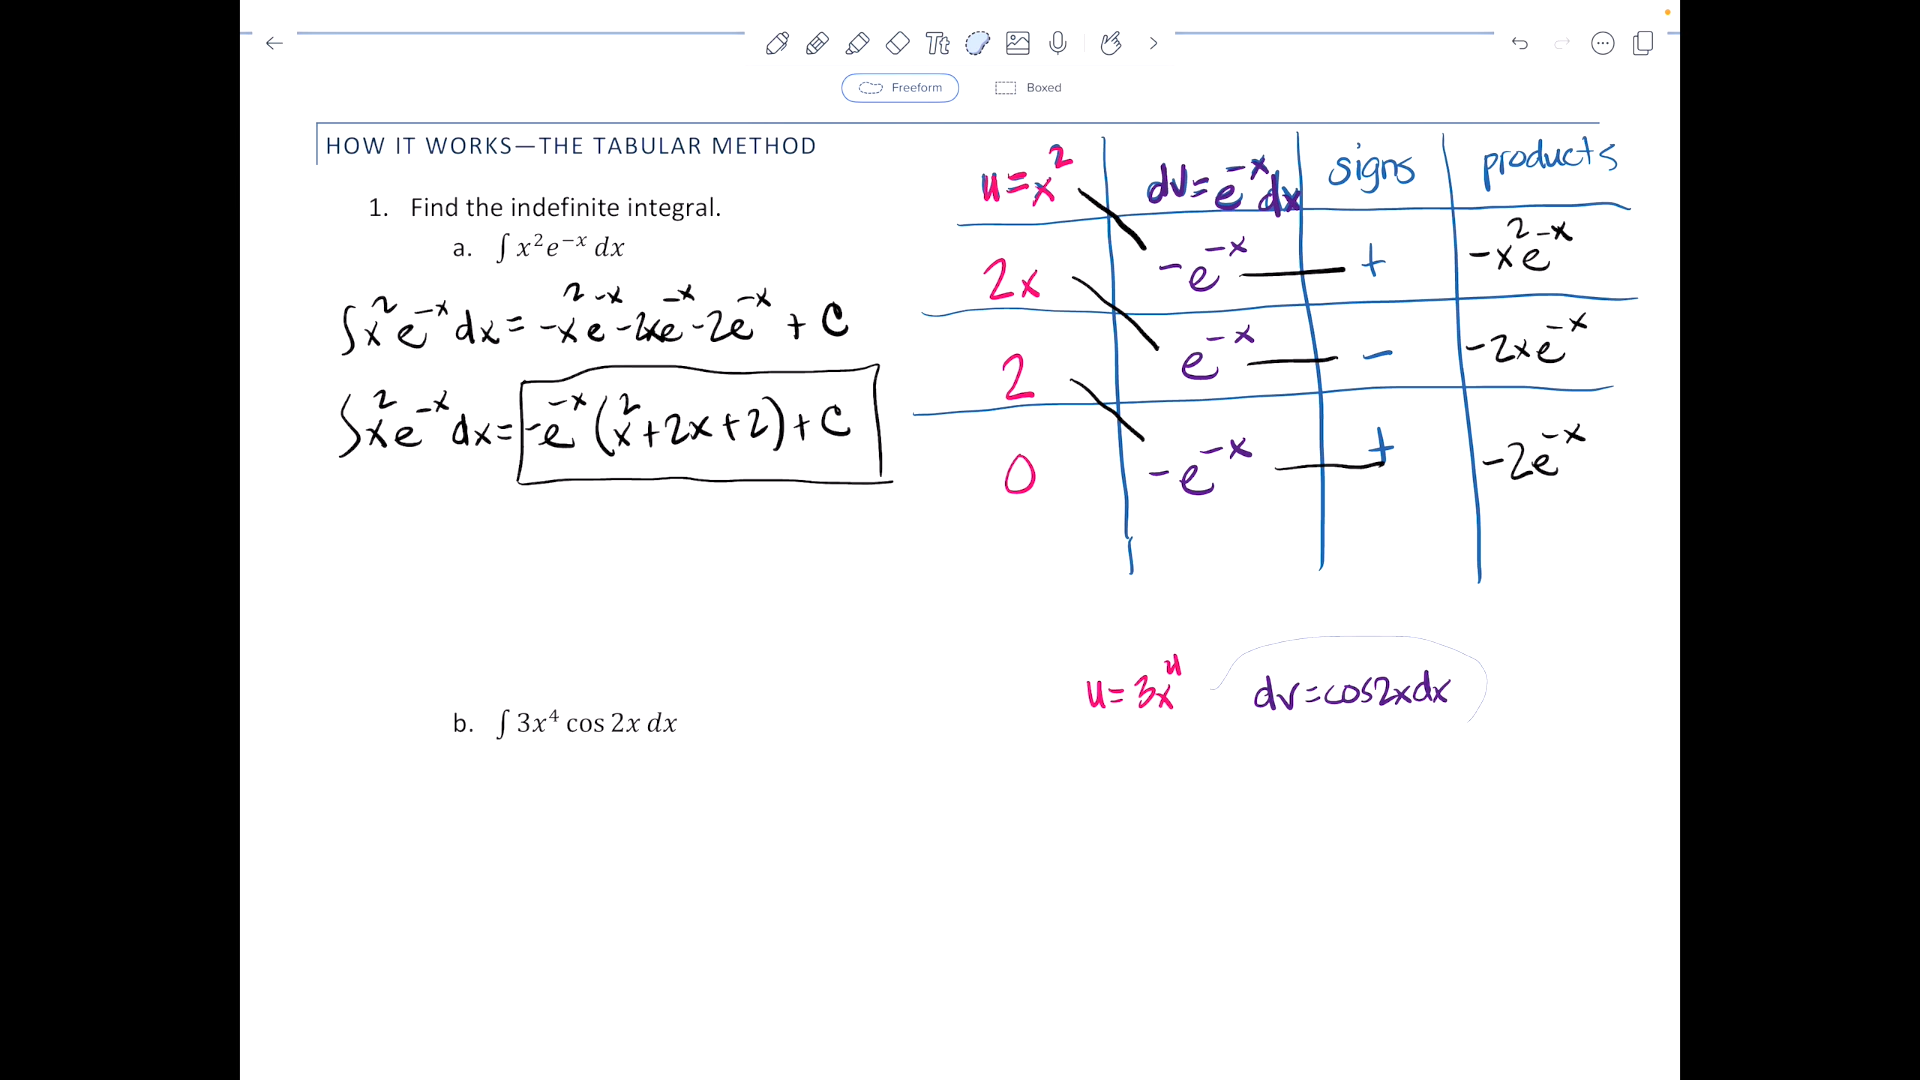 Tt
Freeform
Boxed
HOW IT WORKS—THE TABULAR METHOD
1. Find the indefinite integral.
a. ∫ x²e⁻ˣ dx
∫x²e⁻ˣdx = -x²e⁻ˣ-2xe⁻ˣ-2e⁻ˣ + C
∫x²e⁻ˣdx = -e⁻ˣ(x²+2x+2)+C
u=x² dv=e⁻ˣdx signs products
2x -e⁻ˣ + -x²e⁻ˣ
2 e⁻ˣ - -2xe⁻ˣ
0 -e⁻ˣ + -2e⁻ˣ
u=3x⁴ dv=cos2xdx
b. ∫ 3x⁴ cos 2x dx